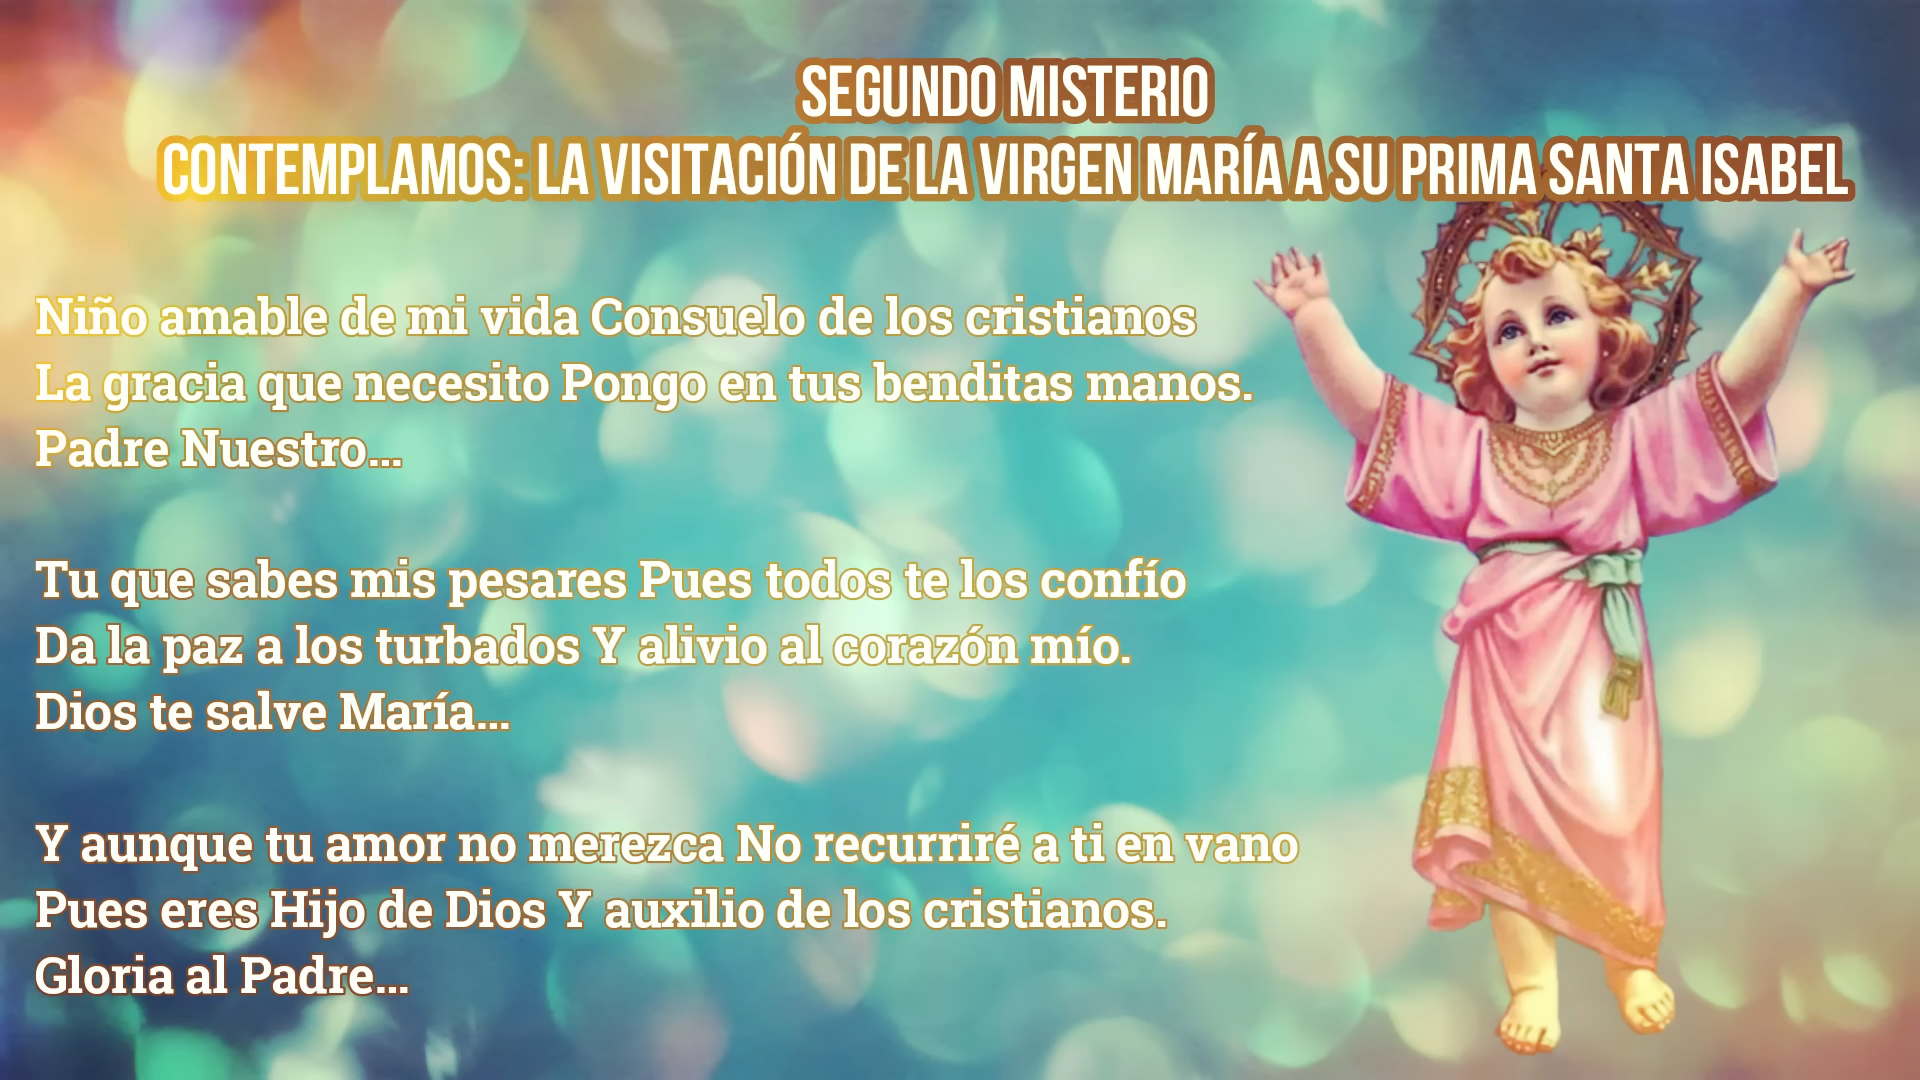 SEGUNDO MISTERIO
CONTEMPLAMOS: LA VISITACIÓN DE LA VIRGEN MARÍA A SU PRIMA SANTA ISABEL
Niño amable de mi vida Consuelo de los cristianos
La gracia que necesito Pongo en tus benditas manos.
Padre Nuestro...
Tu que sabes mis pesares Pues todos te los confío
Da la paz a los turbados Y alivio al corazón mío.
Dios te salve María...
Y aunque tu amor no merezca No recurriré a ti en vano
Pues eres Hijo de Dios Y auxilio de los cristianos.
Gloria al Padre...